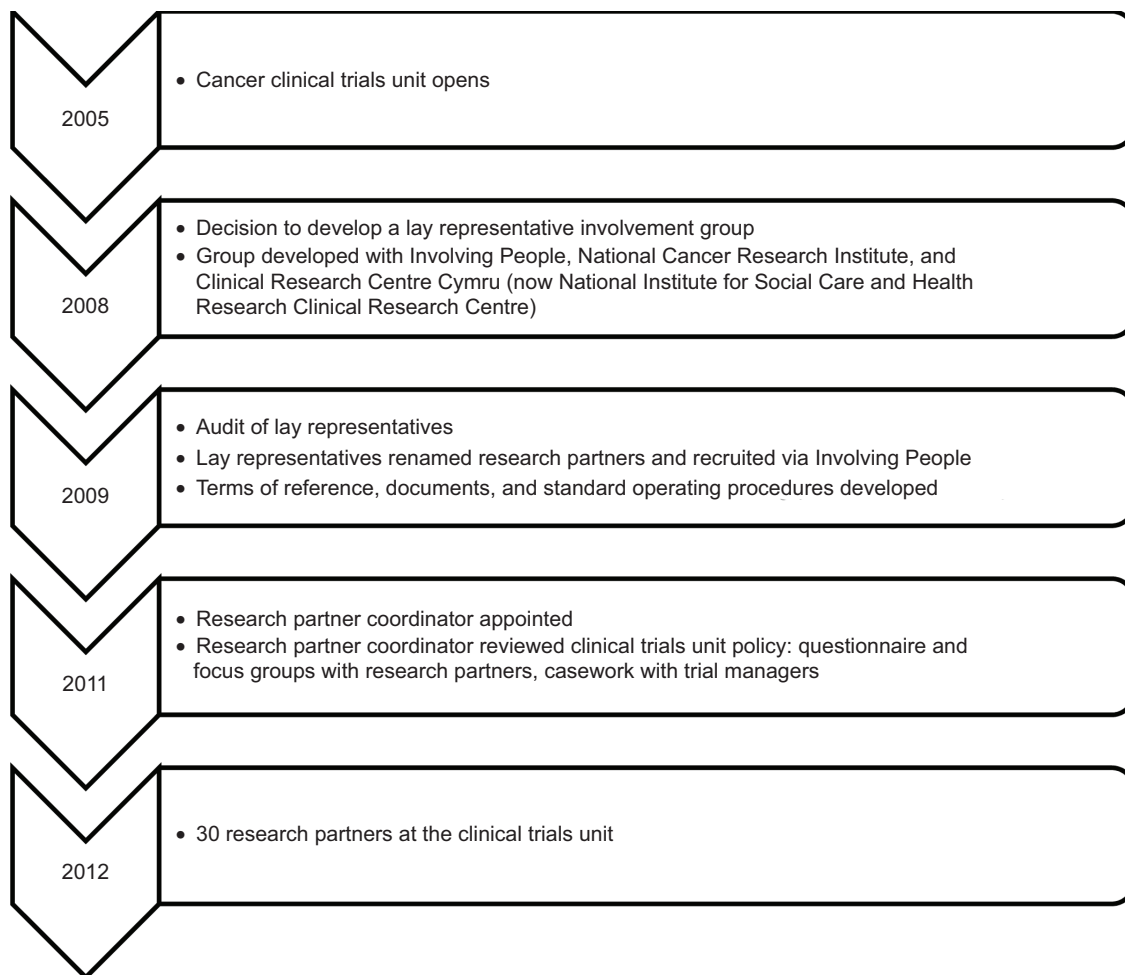 2005
• Cancer clinical trials unit opens
2008
• Decision to develop a lay representative involvement group
• Group developed with Involving People, National Cancer Research Institute, and
Clinical Research Centre Cymru (now National Institute for Social Care and Health
Research Clinical Research Centre)
2009
• Audit of lay representatives
• Lay representatives renamed research partners and recruited via Involving People
• Terms of reference, documents, and standard operating procedures developed
2011
• Research partner coordinator appointed
• Research partner coordinator reviewed clinical trials unit policy: questionnaire and
focus groups with research partners, casework with trial managers
2012
• 30 research partners at the clinical trials unit